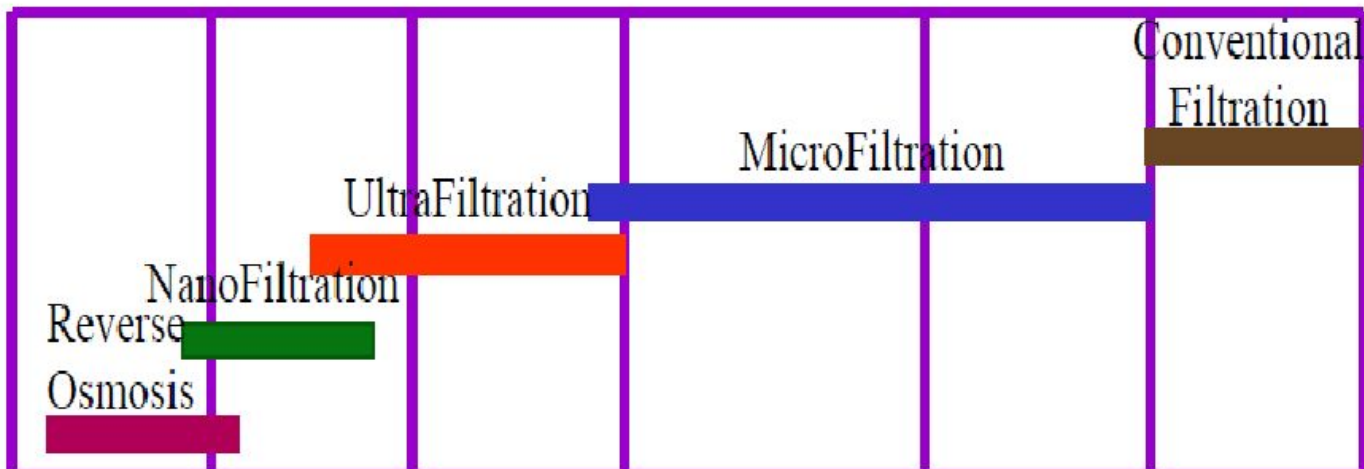 Conventional
Filtration
MicroFiltration
UltraFiltration
NanoFiltration
Reverse
Osmosis